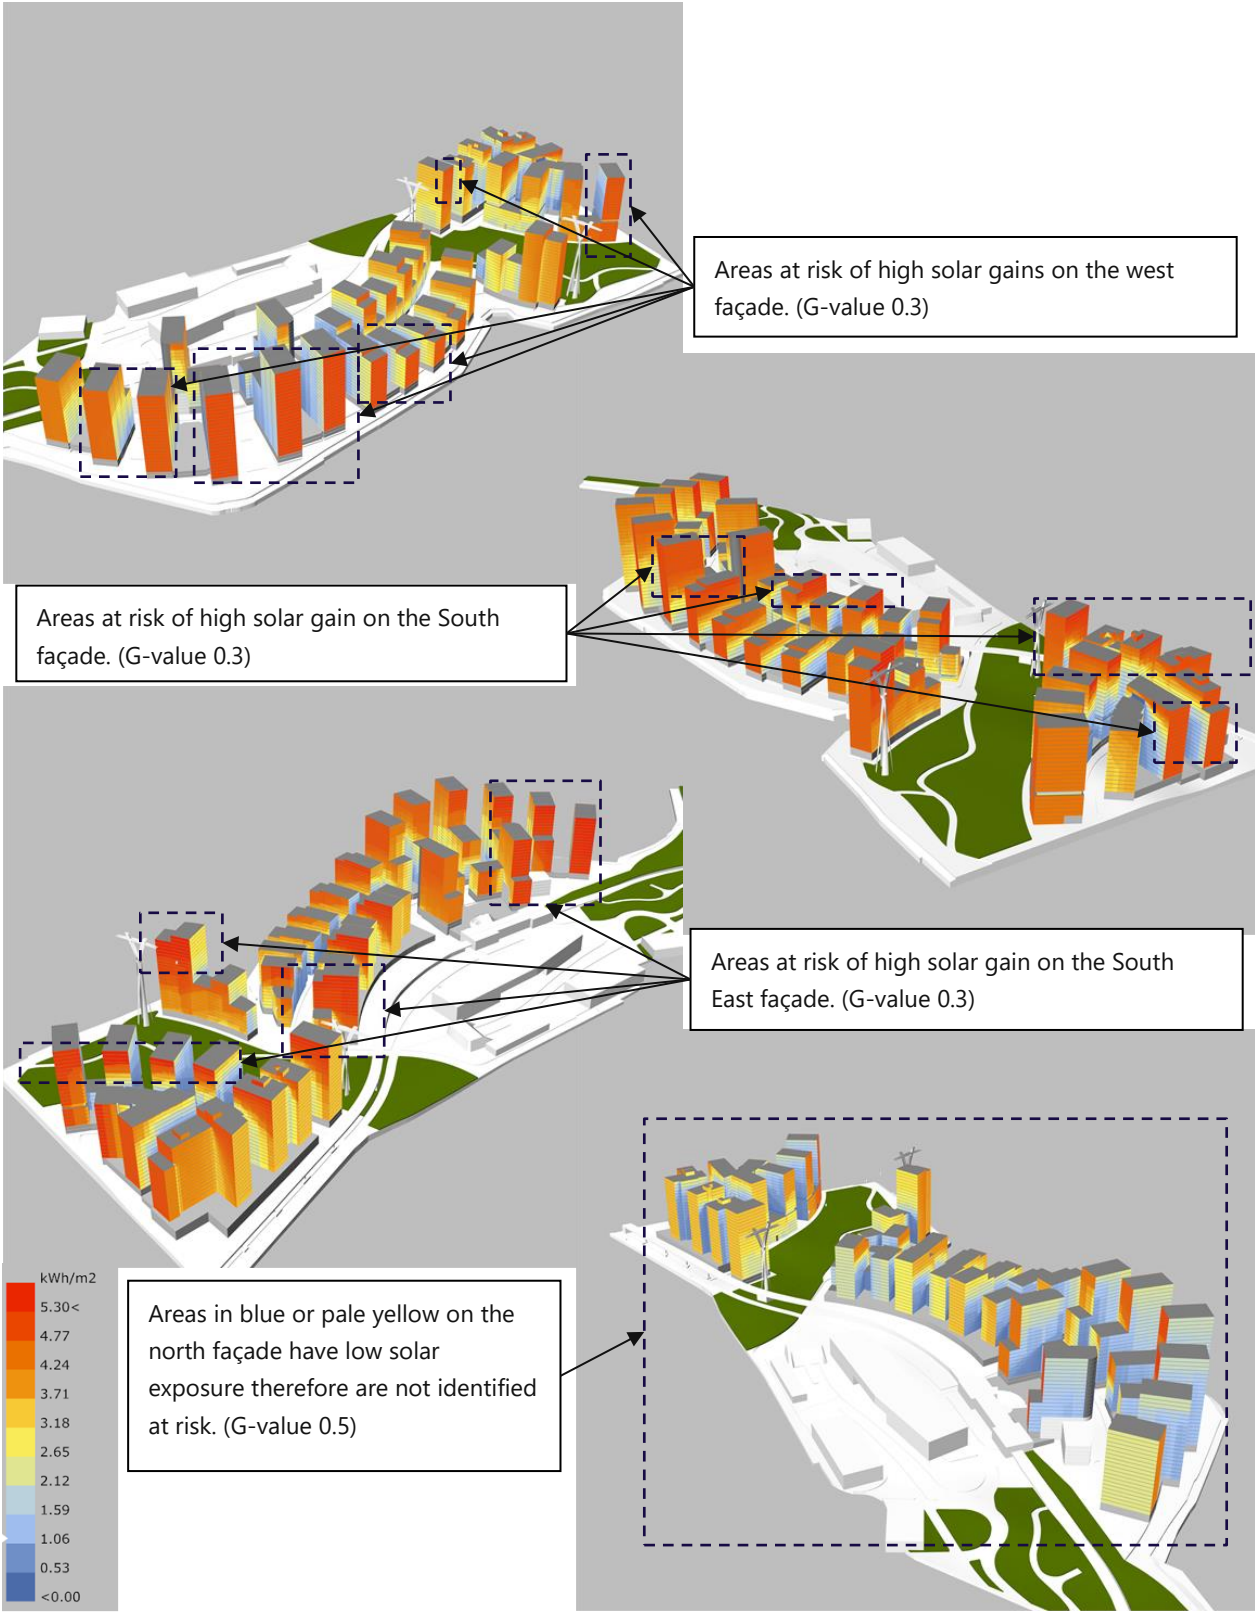 Areas at risk of high solar gains on the west
façade. (G-value 0.3)
Areas at risk of high solar gain on the South
façade. (G-value 0.3)
Areas at risk of high solar gain on the South
East façade. (G-value 0.3)
Areas in blue or pale yellow on the
north façade have low solar
exposure therefore are not identified
at risk. (G-value 0.5)
kWh/m2
5.30<
4.77
4.24
3.71
3.18
2.65
2.12
1.59
1.06
0.53
<0.00